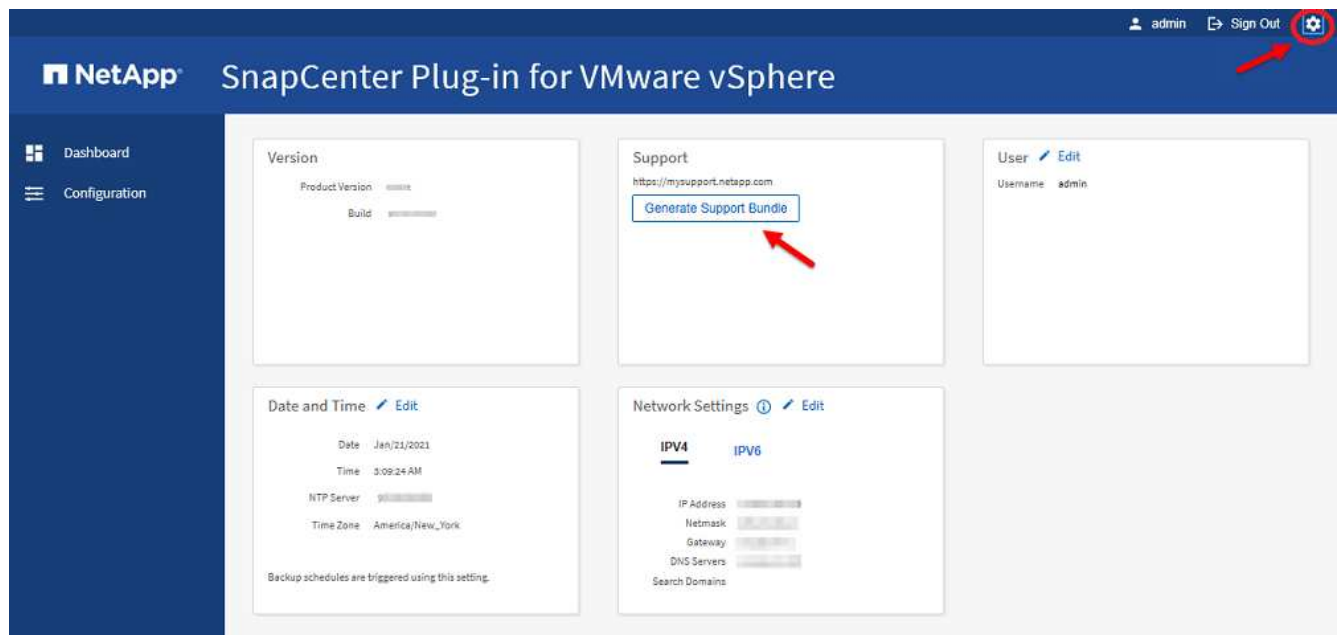 admin Sign Out
NetApp SnapCenter Plug-in for VMware vSphere
Dashboard
Configuration
Version
Product Version
Build
Support
https://mysupport.netapp.com
Generate Support Bundle
User Edit
Username admin
Date and Time Edit
Date Jan/21/2021
Time 3:09:24 AM
NTP Server
Time Zone America/New_York
Backup schedules are triggered using this setting.
Network Settings Edit
IPV4 IPV6
IP Address
Netmask
Gateway
DNS Servers
Search Domains